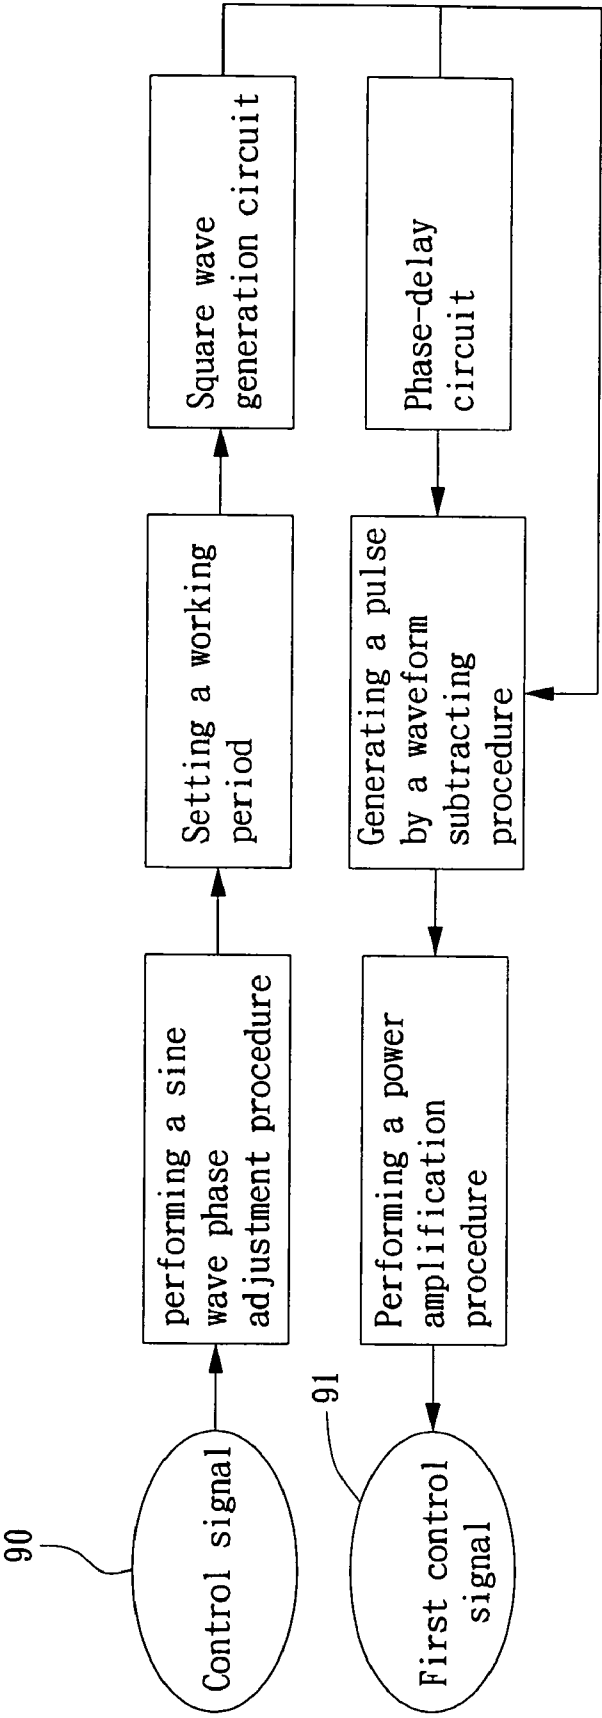 90
Control signal
performing a sine
wave phase
adjustment procedure
Setting a working
period
Square wave
generation circuit
Phase-delay
circuit
Generating a pulse
by a waveform
subtracting
procedure
Performing a power
amplification
procedure
91
First control
signal